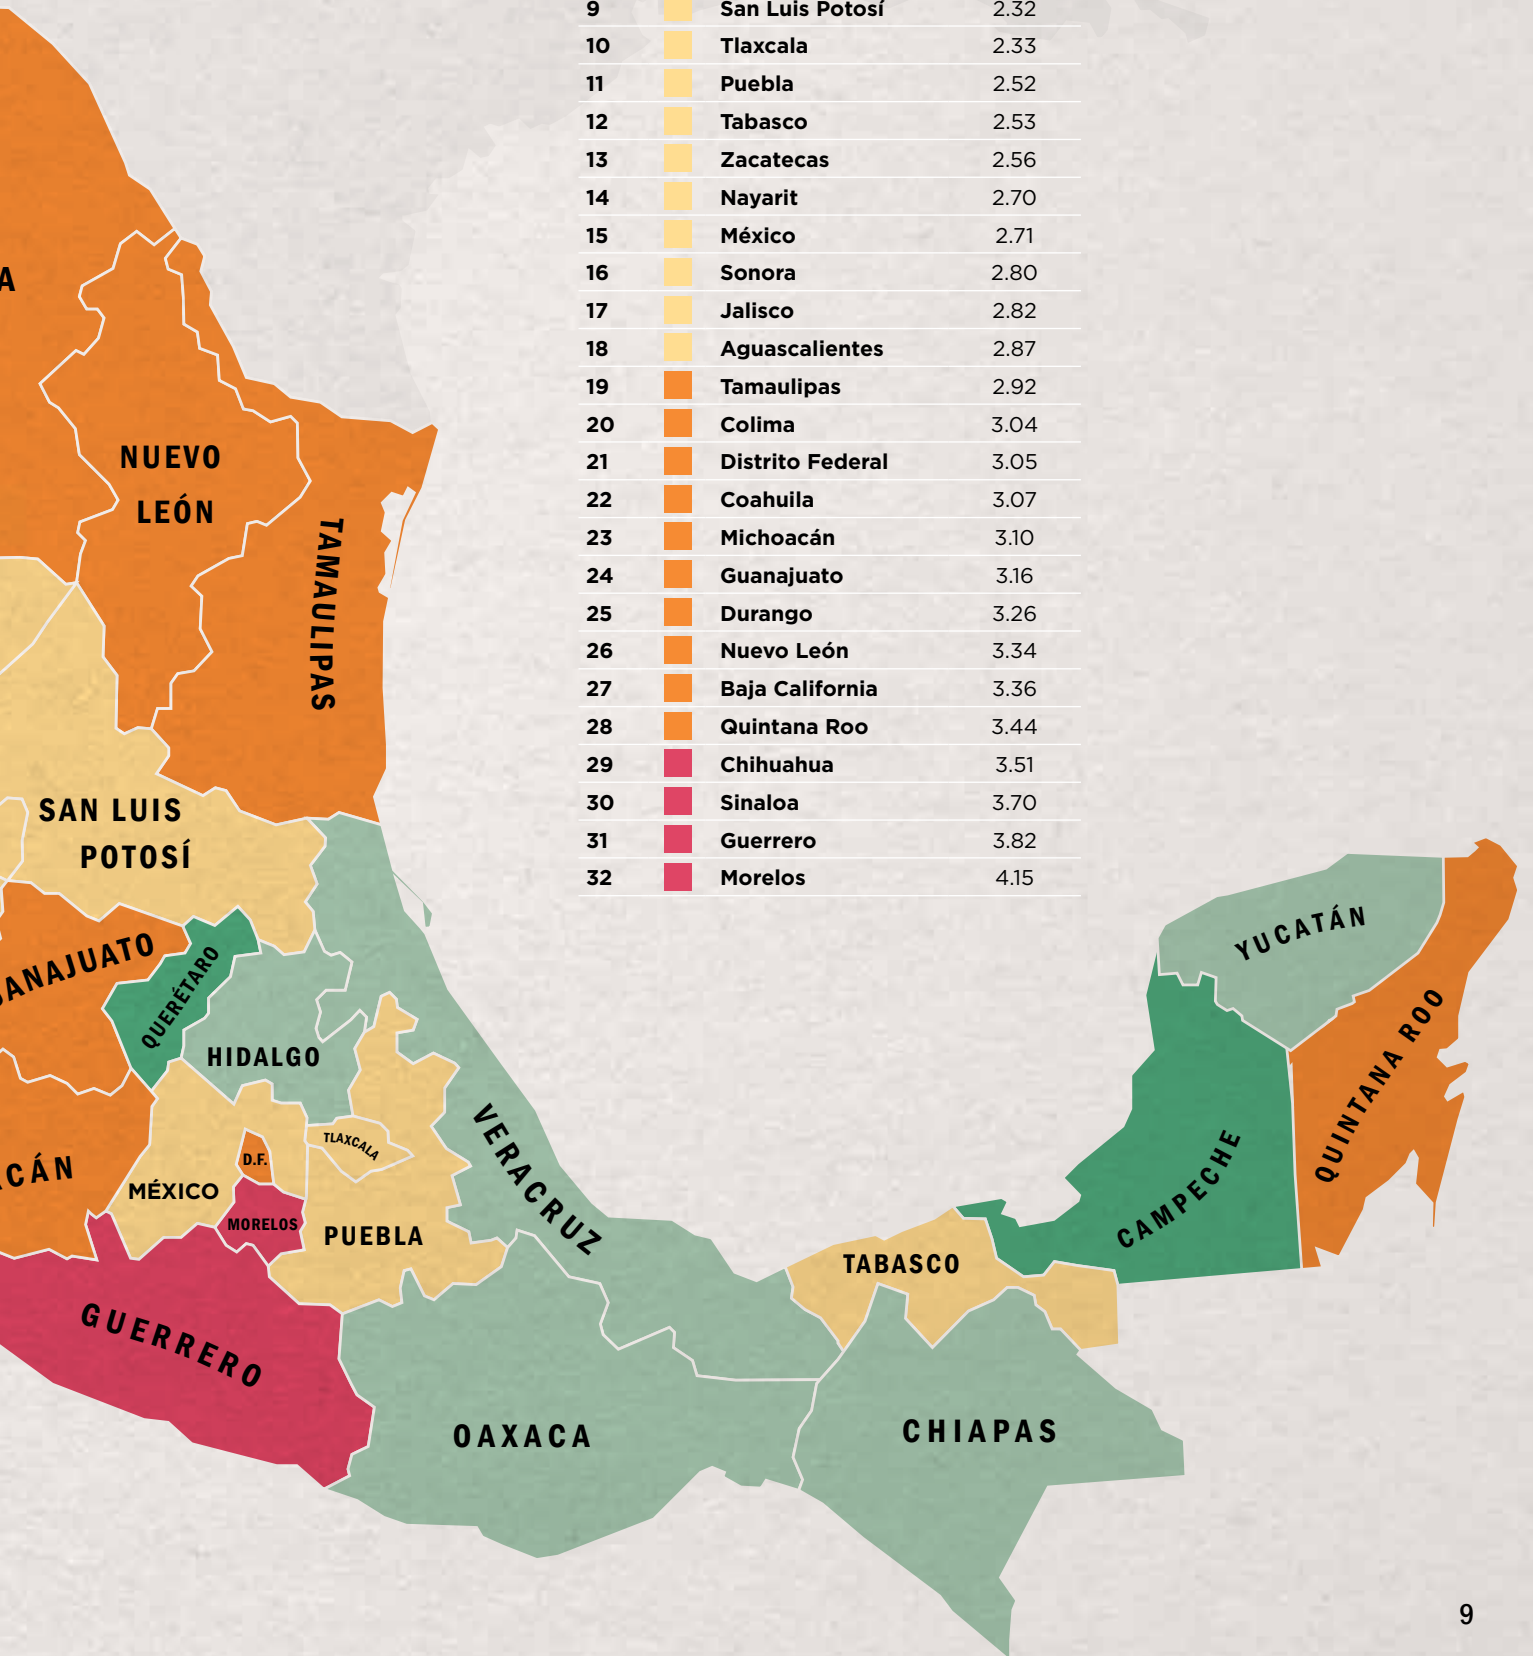 9 San Luis Potosí 2.32
10 Tlaxcala 2.33
11 Puebla 2.52
12 Tabasco 2.53
13 Zacatecas 2.56
14 Nayarit 2.70
15 México 2.71
16 Sonora 2.80
17 Jalisco 2.82
18 Aguascalientes 2.87
19 Tamaulipas 2.92
20 Colima 3.04
21 Distrito Federal 3.05
22 Coahuila 3.07
23 Michoacán 3.10
24 Guanajuato 3.16
25 Durango 3.26
26 Nuevo León 3.34
27 Baja California 3.36
28 Quintana Roo 3.44
29 Chihuahua 3.51
30 Sinaloa 3.70
31 Guerrero 3.82
32 Morelos 4.15
A
NUEVO
LEÓN
TAMAULIPAS
SAN LUIS
POTOSÍ
ANAJUATO
QUERÉTARO
HIDALGO
VERACRUZ
TLAXCALA
D.F.
CÁN
MÉXICO
MORELOS
PUEBLA
GUERRERO
OAXACA
TABASCO
CHIAPAS
CAMPECHE
YUCATÁN
QUINTANA ROO
9